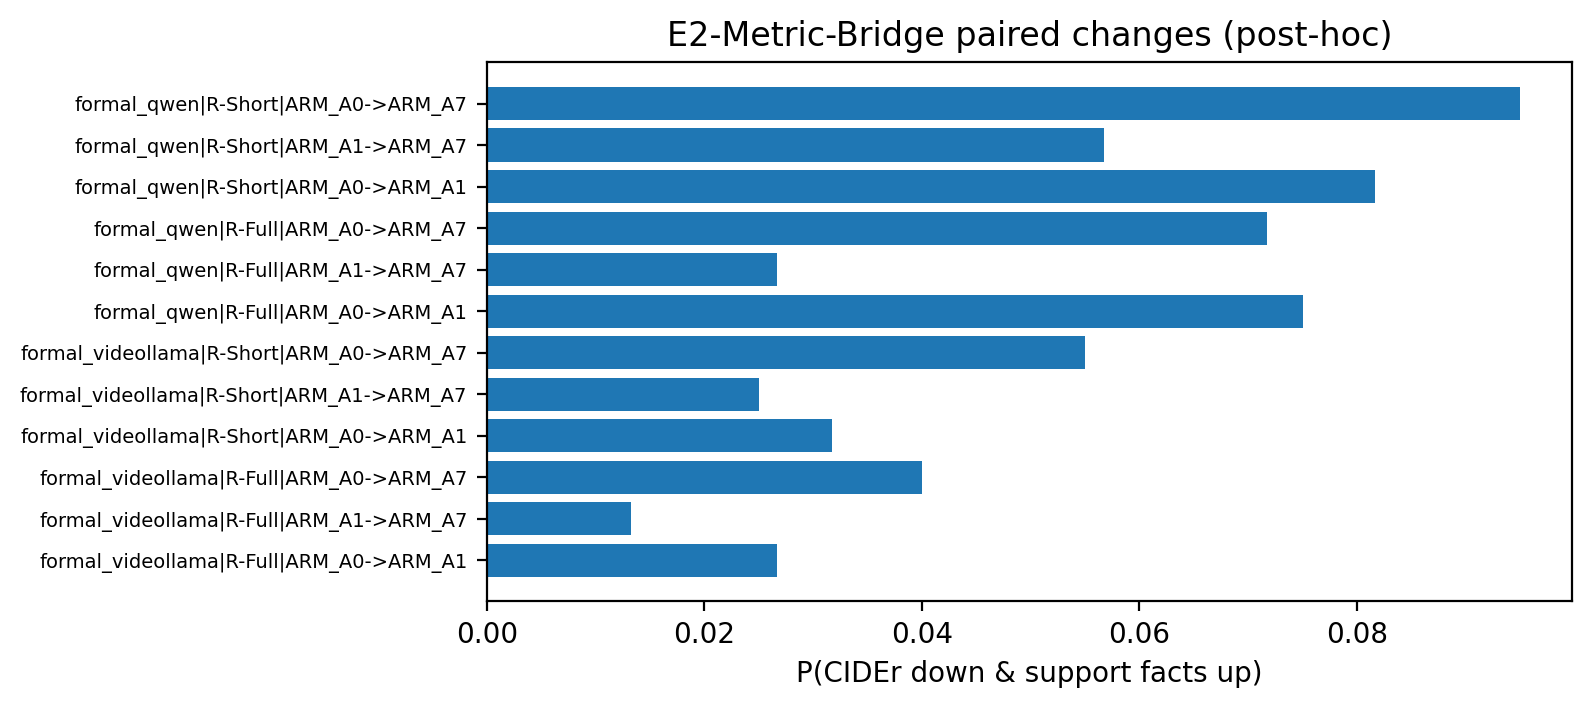 E2-Metric-Bridge paired changes (post-hoc)
formal_qwen|R-Short|ARM_A0->ARM_A7
formal_qwen|R-Short|ARM_A1->ARM_A7
formal_qwen|R-Short|ARM_A0->ARM_A1
formal_qwen|R-Full|ARM_A0->ARM_A7
formal_qwen|R-Full|ARM_A1->ARM_A7
formal_qwen|R-Full|ARM_A0->ARM_A1
formal_videollama|R-Short|ARM_A0->ARM_A7
formal_videollama|R-Short|ARM_A1->ARM_A7
formal_videollama|R-Short|ARM_A0->ARM_A1
formal_videollama|R-Full|ARM_A0->ARM_A7
formal_videollama|R-Full|ARM_A1->ARM_A7
formal_videollama|R-Full|ARM_A0->ARM_A1
0.00 0.02 0.04 0.06 0.08
P(CIDEr down & support facts up)